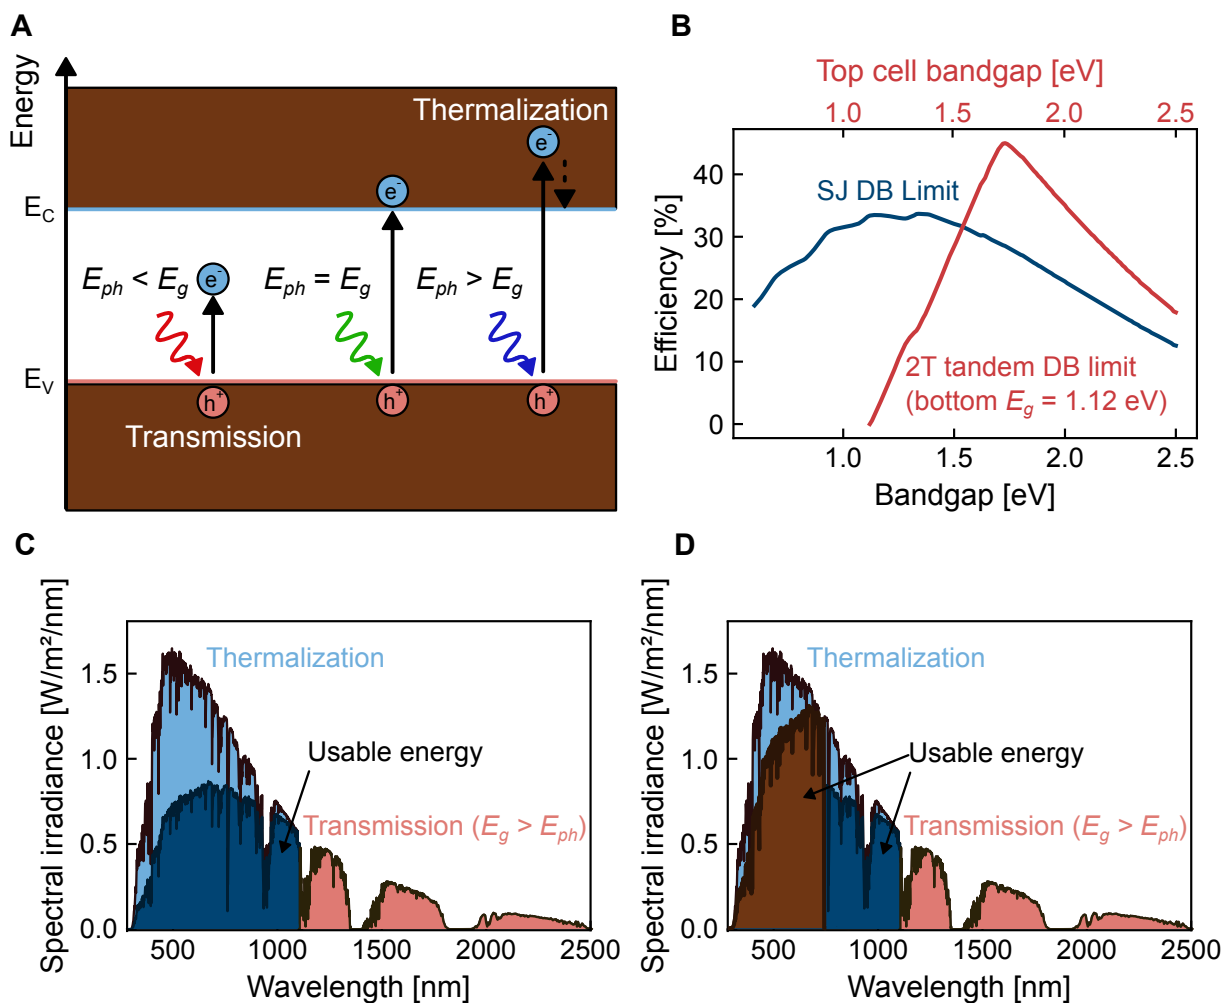 A
Energy
Thermalization
e-
e-
e-
E_C
E_ph < E_g
E_ph = E_g
E_ph > E_g
E_V
h+
h+
h+
Transmission
B
Top cell bandgap [eV]
1.0 1.5 2.0 2.5
SJ DB Limit
2T tandem DB limit
(bottom E_g = 1.12 eV)
Efficiency [%]
40
30
20
10
0
1.0 1.5 2.0 2.5
Bandgap [eV]
C
Spectral irradiance [W/m²/nm]
1.5
1.0
0.5
0.0
Thermalization
Usable energy
Transmission (E_g > E_ph)
500 1000 1500 2000 2500
Wavelength [nm]
D
Spectral irradiance [W/m²/nm]
1.5
1.0
0.5
0.0
Thermalization
Usable energy
Transmission (E_g > E_ph)
500 1000 1500 2000 2500
Wavelength [nm]